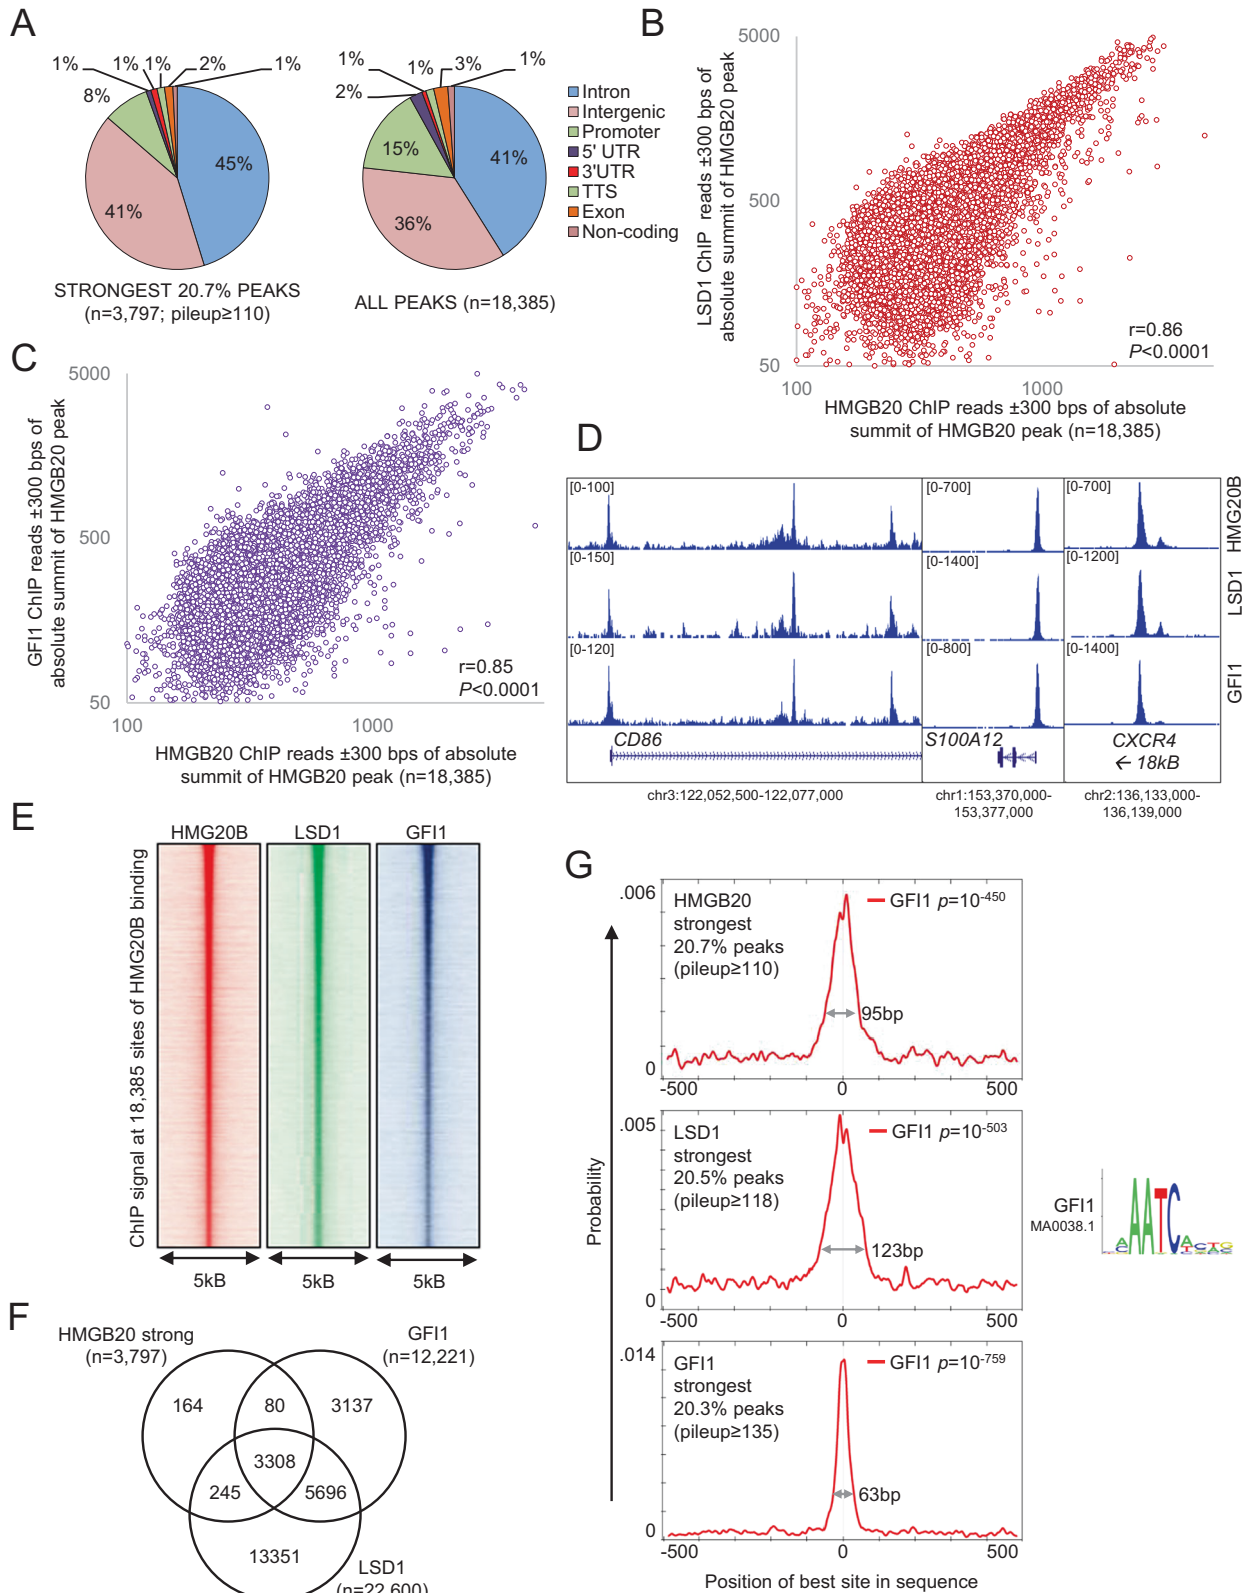 A
1%
1%
1%
2%
1%
8%
45%
41%
STRONGEST 20.7% PEAKS
(n=3,797; pileup≥110)
1%
1%
3%
1%
2%
15%
41%
36%
ALL PEAKS (n=18,385)
Intron
Intergenic
Promoter
5' UTR
3'UTR
TTS
Exon
Non-coding
B
LSD1 ChIP reads ±300 bps of
absolute summit of HMGB20 peak
5000
500
50
100
1000
r=0.86
P<0.0001
HMGB20 ChIP reads ±300 bps of absolute
summit of HMGB20 peak (n=18,385)
C
GFI1 ChIP reads ±300 bps of
absolute summit of HMGB20 peak
5000
500
50
100
1000
r=0.85
P<0.0001
HMGB20 ChIP reads ±300 bps of absolute
summit of HMGB20 peak (n=18,385)
D
[0-100]
[0-700]
[0-700]
HMG20B
[0-150]
[0-1400]
[0-1200]
LSD1
[0-120]
[0-800]
[0-1400]
GFI1
CD86
S100A12
CXCR4
← 18kB
chr3:122,052,500-122,077,000
chr1:153,370,000-
153,377,000
chr2:136,133,000-
136,139,000
E
ChIP signal at 18,385 sites of HMG20B binding
HMG20B
LSD1
GFI1
5kB
5kB
5kB
F
HMGB20 strong
(n=3,797)
GFI1
(n=12,221)
164
80
3137
3308
245
5696
13351
LSD1
(n=22,600)
G
Probability
.006
HMGB20
strongest
20.7% peaks
(pileup≥110)
GFI1 p=10⁻⁴⁵⁰
95bp
0
-500
0
500
.005
LSD1
strongest
20.5% peaks
(pileup≥118)
GFI1 p=10⁻⁵⁰³
123bp
0
-500
0
500
.014
GFI1
strongest
20.3% peaks
(pileup≥135)
GFI1 p=10⁻⁷⁵⁹
63bp
0
-500
0
500
Position of best site in sequence
GFI1
MA0038.1
AATC